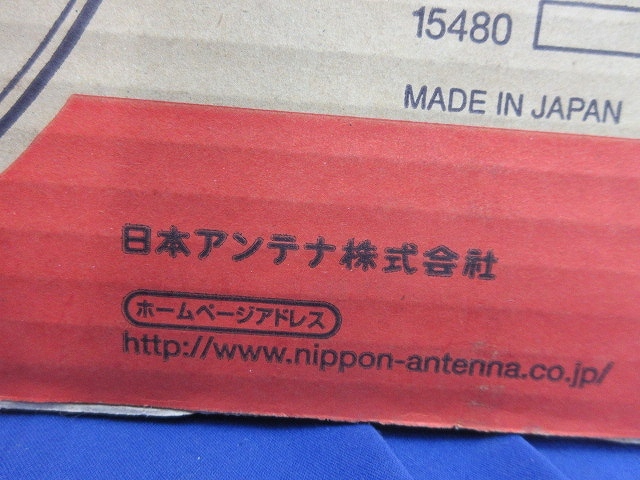 15480
MADE IN JAPAN
日本アンテナ株式会社
ホームページアドレス
http://www.nippon-antenna.co.jp/